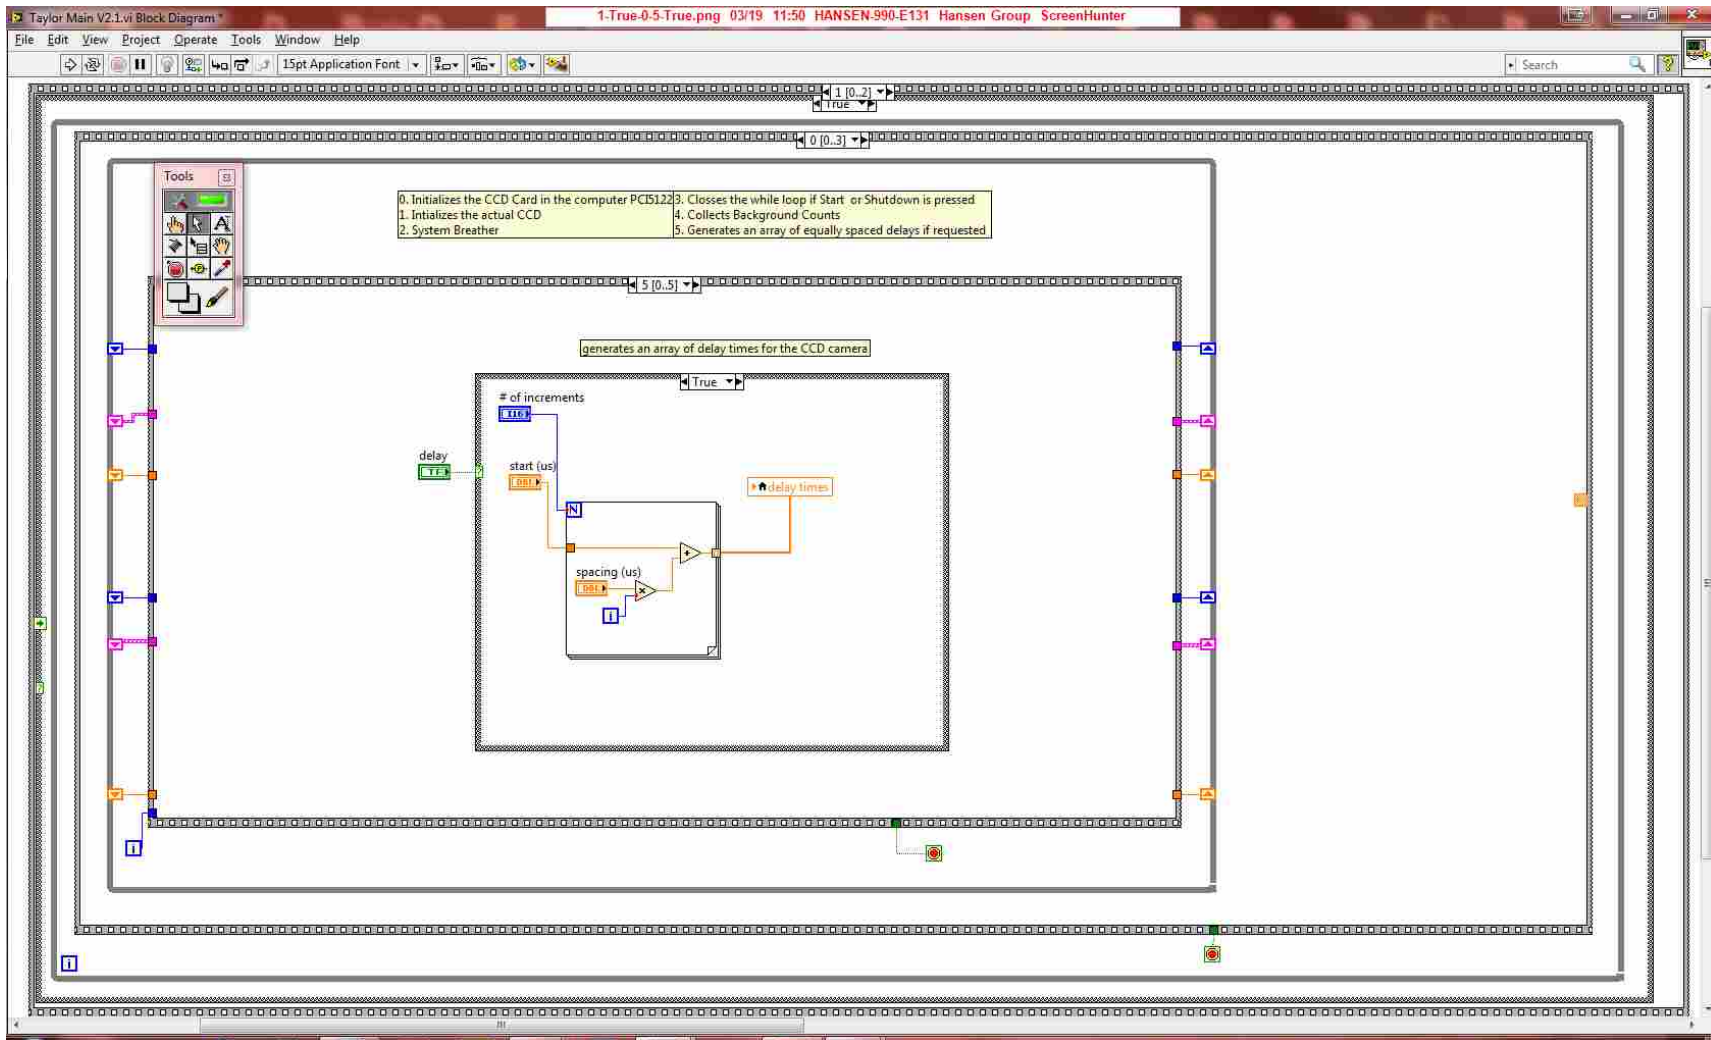 Taylor Main V2.1.vi Block Diagram *
1-True-0-5-True.png 03/19 11:50 HANSEN-990-E131 Hansen Group ScreenHunter
File Edit View Project Operate Tools Window Help
15pt Application Font
Search
1 [0..2]
True
0 [0..3]
Tools
0. Initializes the CCD Card in the computer PCI5122
1. Intializes the actual CCD
2. System Breather
3. Closses the while loop if Start or Shutdown is pressed
4. Collects Background Counts
5. Generates an array of equally spaced delays if requested
5 [0..5]
generates an array of delay times for the CCD camera
True
# of increments
I16
delay
TF
start (us)
DBL
delay times
N
spacing (us)
DBL
i
i
i